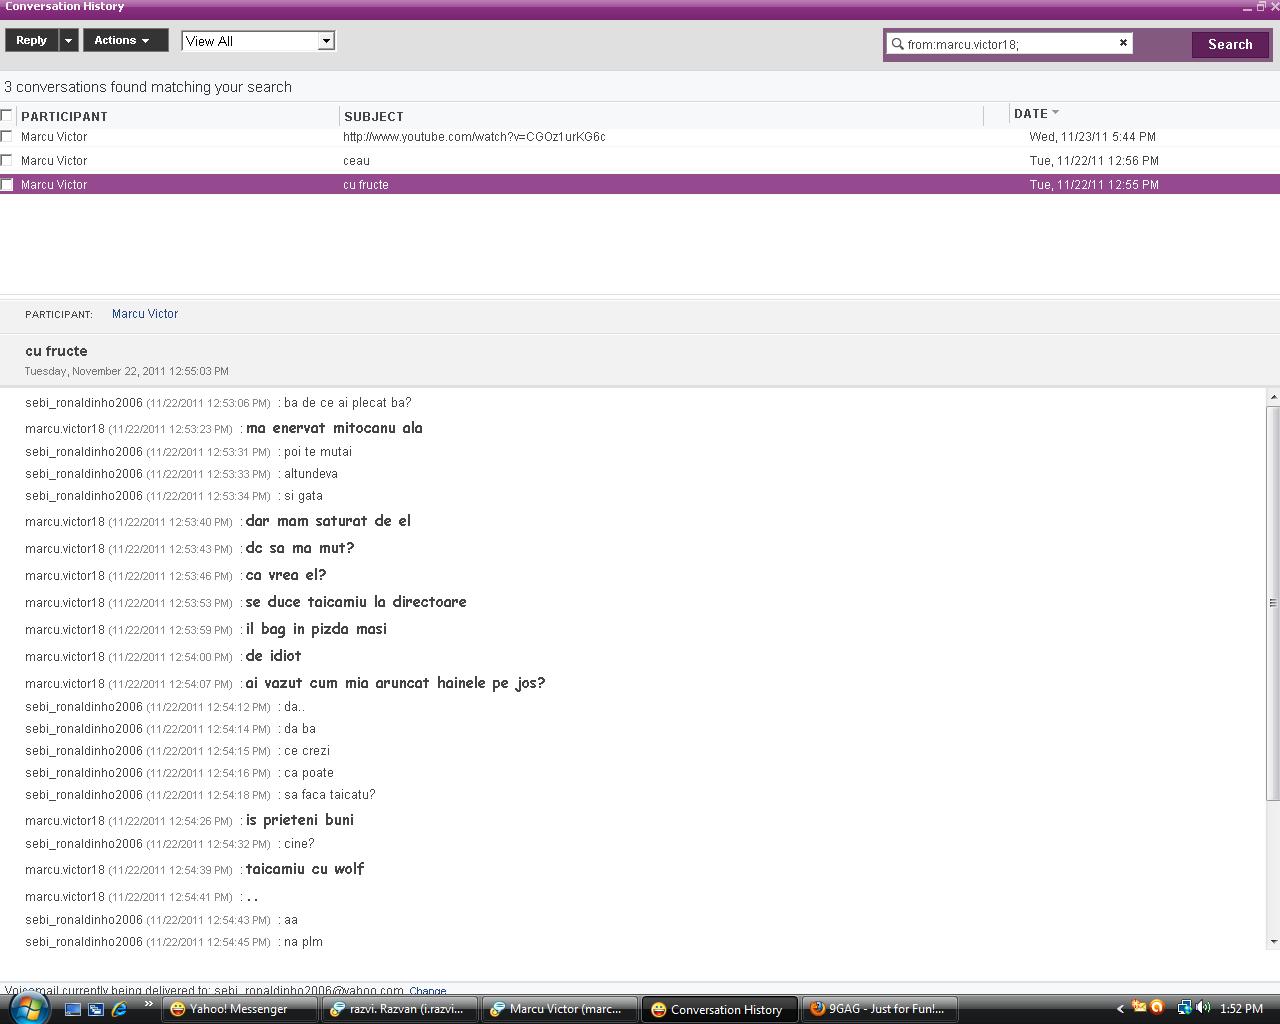 Conversation History
Reply Actions View All from:marcu.victor18; Search
3 conversations found matching your search
PARTICIPANT SUBJECT DATE
Marcu Victor http://www.youtube.com/watch?v=CGOz1urKG6c Wed, 11/23/11 5:44 PM
Marcu Victor ceau Tue, 11/22/11 12:56 PM
Marcu Victor cu fructe Tue, 11/22/11 12:55 PM
PARTICIPANT: Marcu Victor
cu fructe
Tuesday, November 22, 2011 12:55:03 PM
sebi_ronaldinho2006 (11/22/2011 12:53:06 PM) : ba de ce ai plecat ba?
marcu.victor18 (11/22/2011 12:53:23 PM) : ma enervat mitocanu ala
sebi_ronaldinho2006 (11/22/2011 12:53:31 PM) : poi te mutai
sebi_ronaldinho2006 (11/22/2011 12:53:33 PM) : altundeva
sebi_ronaldinho2006 (11/22/2011 12:53:34 PM) : si gata
marcu.victor18 (11/22/2011 12:53:40 PM) : dar mam saturat de el
marcu.victor18 (11/22/2011 12:53:43 PM) : dc sa ma mut?
marcu.victor18 (11/22/2011 12:53:46 PM) : ca vrea el?
marcu.victor18 (11/22/2011 12:53:53 PM) : se duce taicamiu la directoare
marcu.victor18 (11/22/2011 12:53:59 PM) : il bag in pizda masi
marcu.victor18 (11/22/2011 12:54:00 PM) : de idiot
marcu.victor18 (11/22/2011 12:54:07 PM) : ai vazut cum mia aruncat hainele pe jos?
sebi_ronaldinho2006 (11/22/2011 12:54:12 PM) : da..
sebi_ronaldinho2006 (11/22/2011 12:54:14 PM) : da ba
sebi_ronaldinho2006 (11/22/2011 12:54:15 PM) : ce crezi
sebi_ronaldinho2006 (11/22/2011 12:54:16 PM) : ca poate
sebi_ronaldinho2006 (11/22/2011 12:54:18 PM) : sa faca taicatu?
marcu.victor18 (11/22/2011 12:54:26 PM) : is prieteni buni
sebi_ronaldinho2006 (11/22/2011 12:54:32 PM) : cine?
marcu.victor18 (11/22/2011 12:54:39 PM) : taicamiu cu wolf
marcu.victor18 (11/22/2011 12:54:41 PM) : ..
sebi_ronaldinho2006 (11/22/2011 12:54:43 PM) : aa
sebi_ronaldinho2006 (11/22/2011 12:54:45 PM) : na plm
Voicemail currently being delivered to: sebi_ronaldinho2006@yahoo.com Change
Yahoo! Messenger razvi. Razvan (i.razvi... Marcu Victor (marc... Conversation History 9GAG - Just for Fun!... 1:52 PM